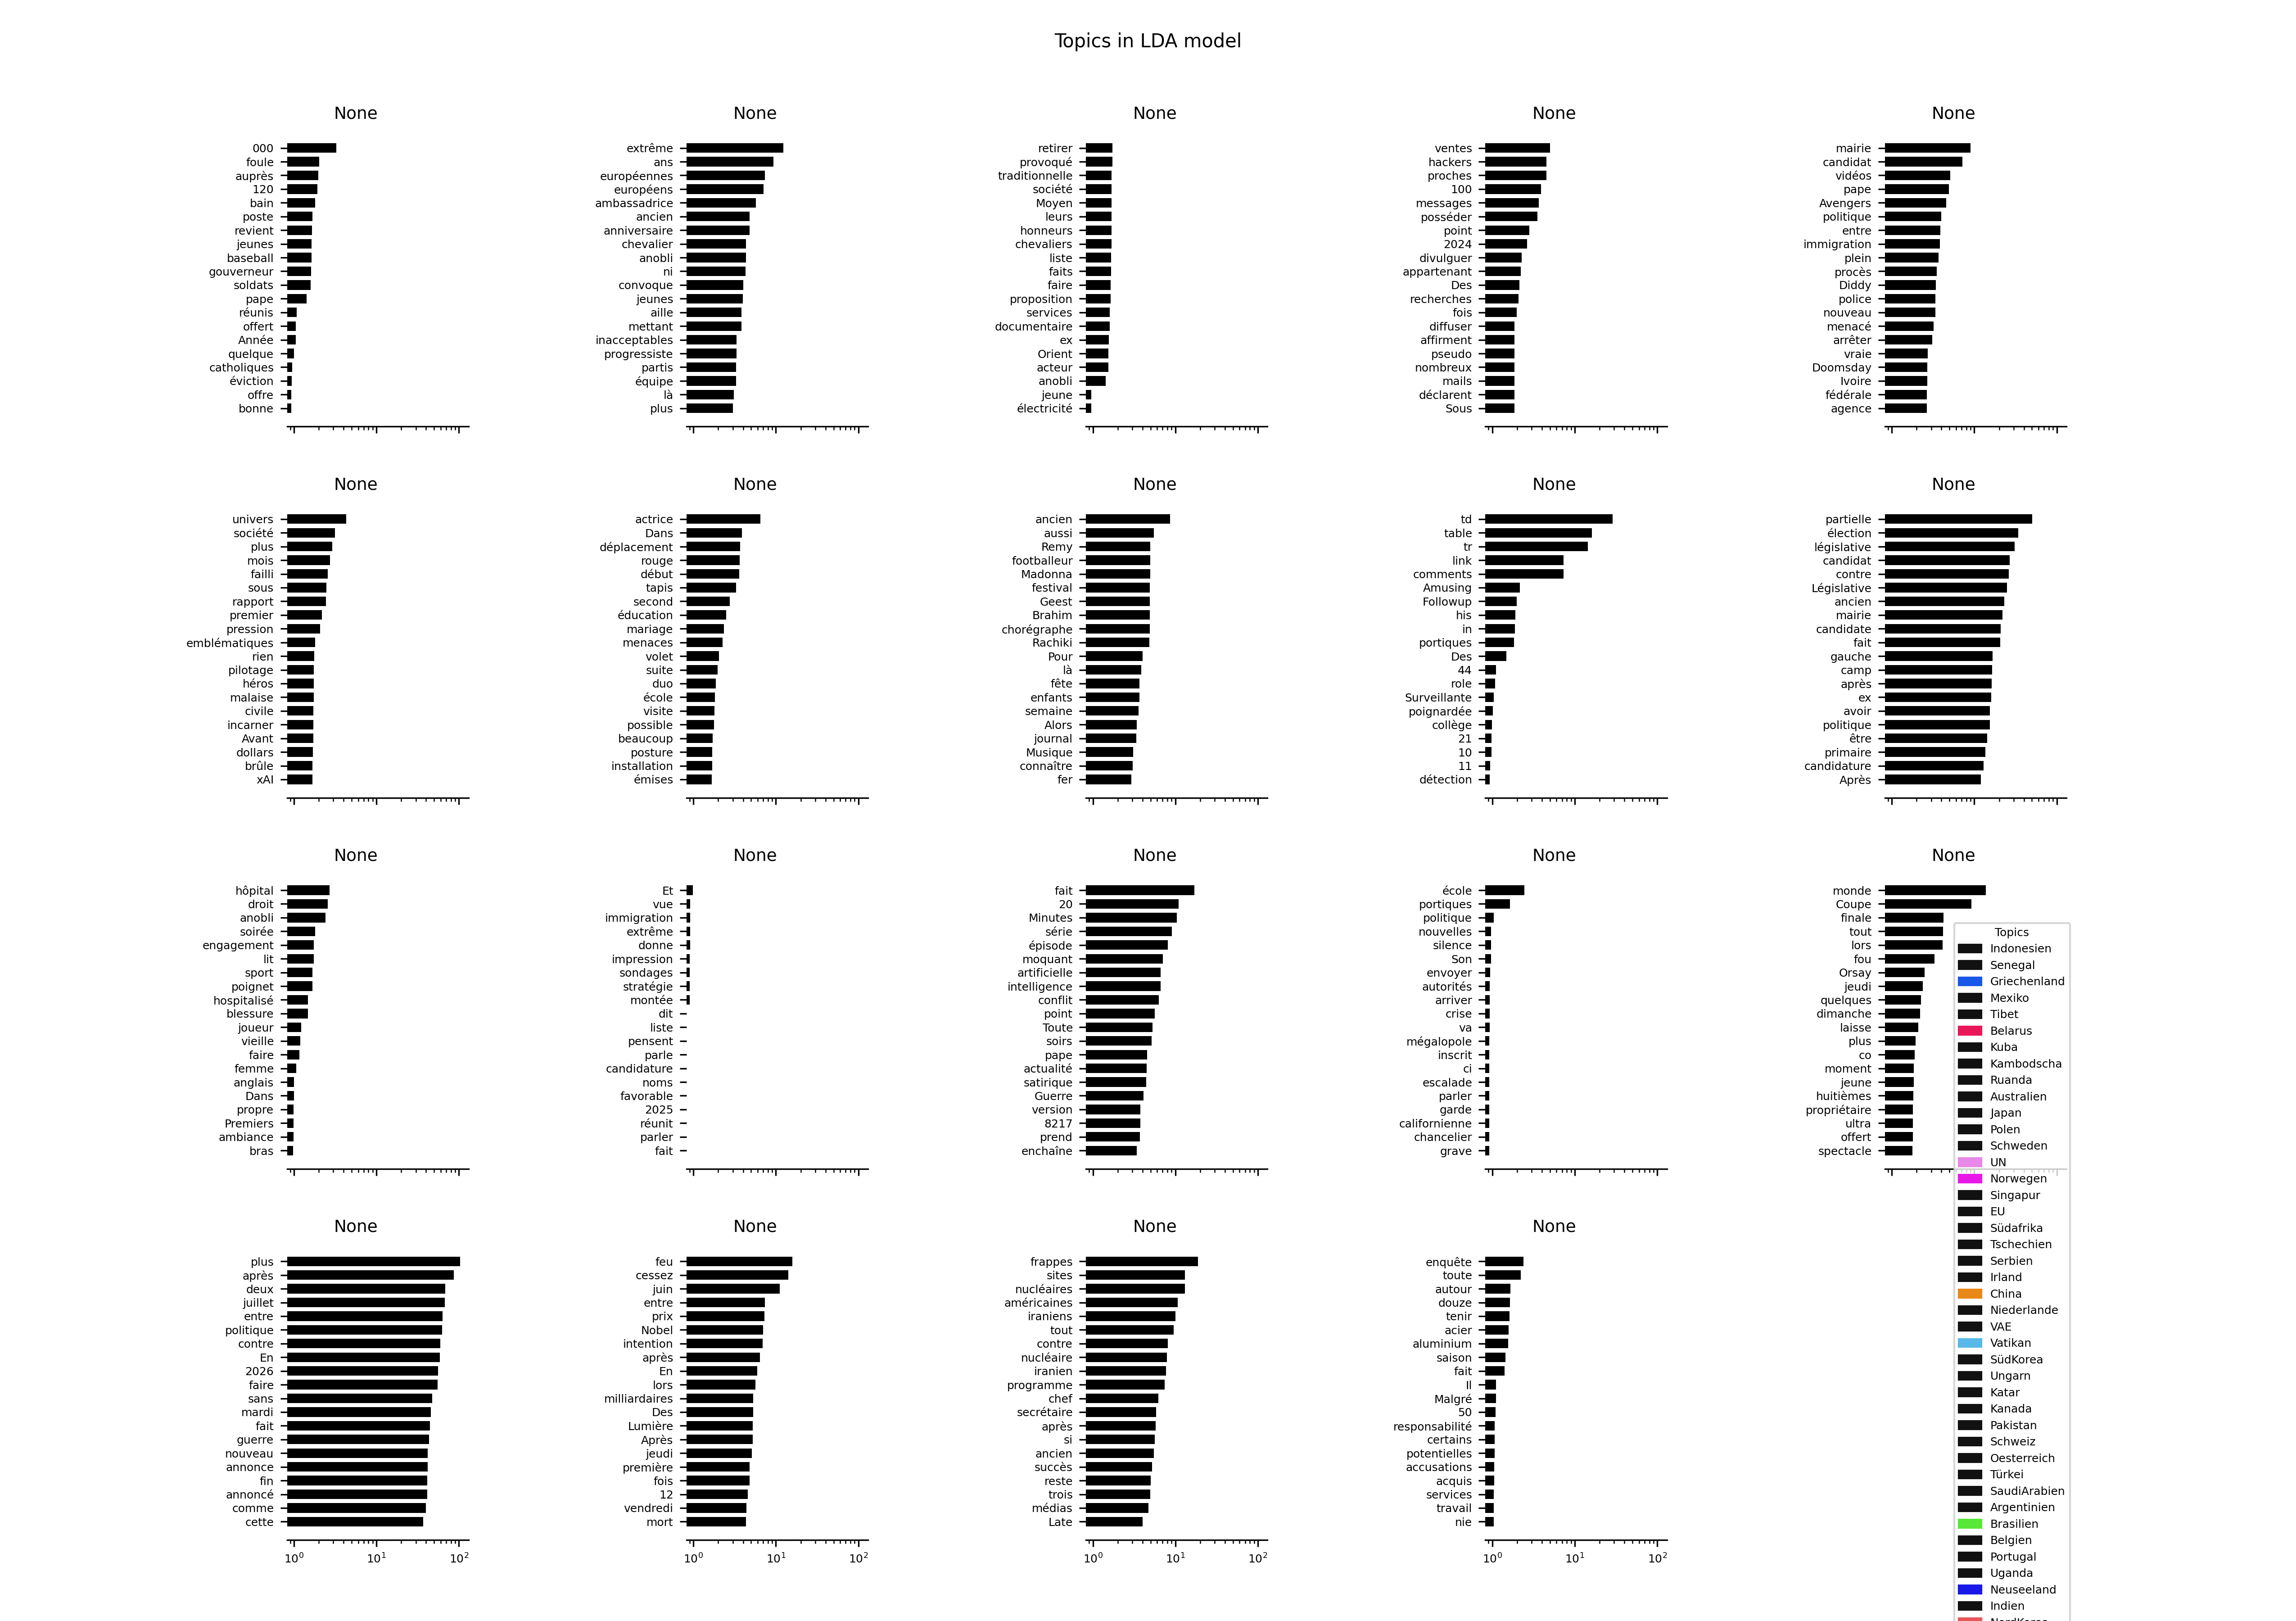 Topics in LDA model
None
000
foule
auprès
120
bain
poste
revient
jeunes
baseball
gouverneur
soldats
pape
réunis
offert
Année
quelque
catholiques
éviction
offre
bonne
None
extrême
ans
européennes
européens
ambassadrice
ancien
anniversaire
chevalier
anobli
ni
convoque
jeunes
aille
mettant
inacceptables
progressiste
partis
équipe
là
plus
None
retirer
provoqué
traditionnelle
société
Moyen
leurs
honneurs
chevaliers
liste
faits
faire
proposition
services
documentaire
ex
Orient
acteur
anobli
jeune
électricité
None
ventes
hackers
proches
100
messages
posséder
point
2024
divulguer
appartenant
Des
recherches
fois
diffuser
affirment
pseudo
nombreux
mails
déclarent
Sous
None
mairie
candidat
vidéos
pape
Avengers
politique
entre
immigration
plein
procès
Diddy
police
nouveau
menacé
arrêter
vraie
Doomsday
Ivoire
fédérale
agence
None
univers
société
plus
mois
failli
sous
rapport
premier
pression
emblématiques
rien
pilotage
héros
malaise
civile
incarner
Avant
dollars
brûle
xAI
None
actrice
Dans
déplacement
rouge
début
tapis
second
éducation
mariage
menaces
volet
suite
duo
école
visite
possible
beaucoup
posture
installation
émises
None
ancien
aussi
Remy
footballeur
Madonna
festival
Geest
Brahim
chorégraphe
Rachiki
Pour
là
fête
enfants
semaine
Alors
journal
Musique
connaître
fer
None
td
table
tr
link
comments
Amusing
Followup
his
in
portiques
Des
44
role
Surveillante
poignardée
collège
21
10
11
détection
None
partielle
élection
législative
candidat
contre
Législative
ancien
mairie
candidate
fait
gauche
camp
après
ex
avoir
politique
être
primaire
candidature
Après
None
hôpital
droit
anobli
soirée
engagement
lit
sport
poignet
hospitalisé
blessure
joueur
vieille
faire
femme
anglais
Dans
propre
Premiers
ambiance
bras
None
Et
vue
immigration
extrême
donne
impression
sondages
stratégie
montée
dit
liste
pensent
parle
candidature
noms
favorable
2025
réunit
parler
fait
None
fait
20
Minutes
série
épisode
moquant
artificielle
intelligence
conflit
point
Toute
soirs
pape
actualité
satirique
Guerre
version
8217
prend
enchaîne
None
école
portiques
politique
nouvelles
silence
Son
envoyer
autorités
arriver
crise
va
mégalopole
inscrit
ci
escalade
parler
garde
californienne
chancelier
grave
None
monde
Coupe
finale
tout
lors
fou
Orsay
jeudi
quelques
dimanche
laisse
plus
co
moment
jeune
huitièmes
propriétaire
ultra
offert
spectacle
None
plus
après
deux
juillet
entre
politique
contre
En
2026
faire
sans
mardi
fait
guerre
nouveau
annonce
fin
annoncé
comme
cette
10⁰ 10¹ 10²
None
feu
cessez
juin
entre
prix
Nobel
intention
après
En
lors
milliardaires
Des
Lumière
Après
jeudi
première
fois
12
vendredi
mort
10⁰ 10¹ 10²
None
frappes
sites
nucléaires
américaines
iraniens
tout
contre
nucléaire
iranien
programme
chef
secrétaire
après
si
ancien
succès
reste
trois
médias
Late
10⁰ 10¹ 10²
None
enquête
toute
autour
douze
tenir
acier
aluminium
saison
fait
Il
Malgré
50
responsabilité
certains
potentielles
accusations
acquis
services
travail
nie
10⁰ 10¹ 10²
Topics
Indonesien
Senegal
Griechenland
Mexiko
Tibet
Belarus
Kuba
Kambodscha
Ruanda
Australien
Japan
Polen
Schweden
UN
Norwegen
Singapur
EU
Südafrika
Tschechien
Serbien
Irland
China
Niederlande
VAE
Vatikan
SüdKorea
Ungarn
Katar
Kanada
Pakistan
Schweiz
Oesterreich
Türkei
SaudiArabien
Argentinien
Brasilien
Belgien
Portugal
Uganda
Neuseeland
Indien